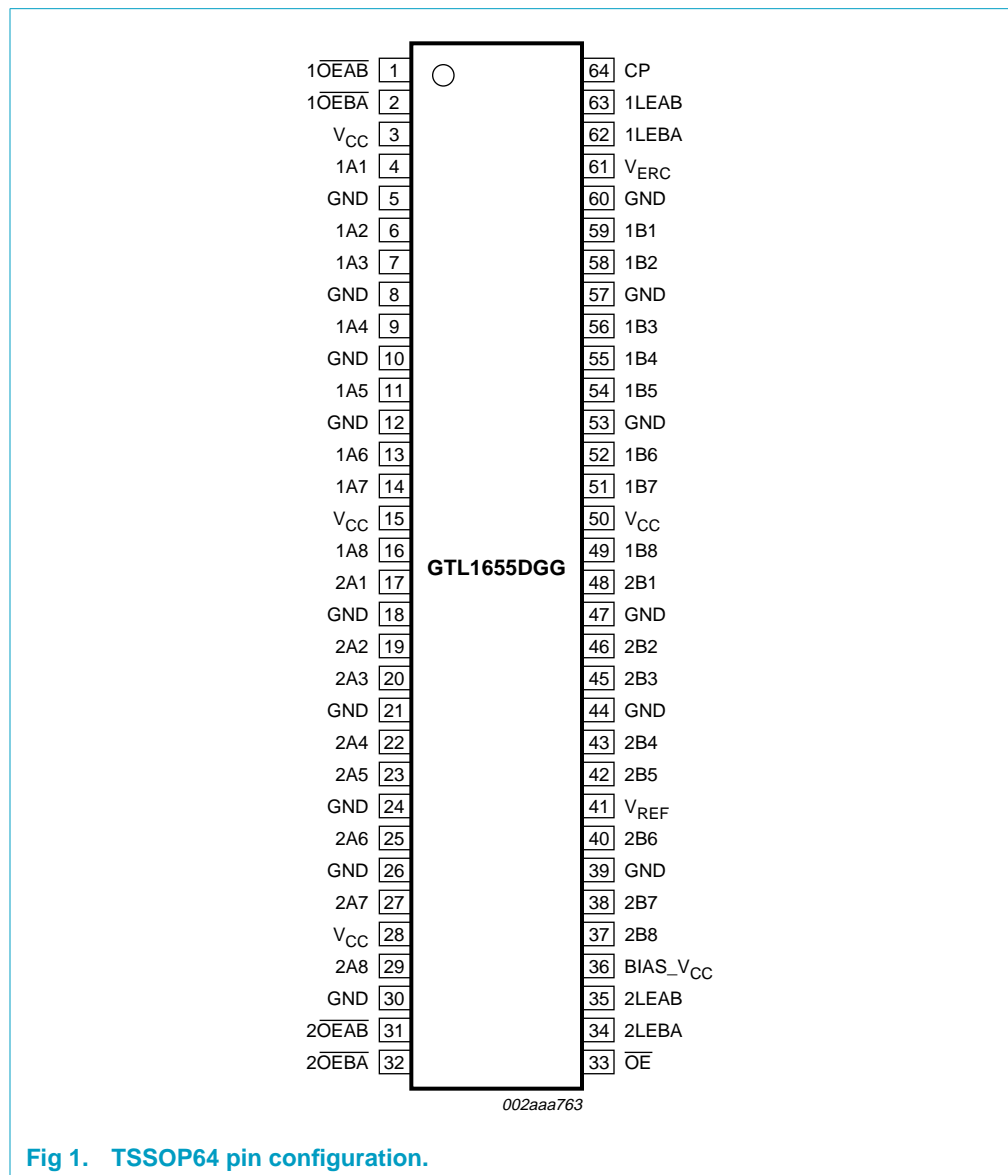 1OEAB 1 64 CP
1OEBA 2 63 1LEAB
VCC 3 62 1LEBA
1A1 4 61 VERC
GND 5 60 GND
1A2 6 59 1B1
1A3 7 58 1B2
GND 8 57 GND
1A4 9 56 1B3
GND 10 55 1B4
1A5 11 54 1B5
GND 12 53 GND
1A6 13 52 1B6
1A7 14 51 1B7
VCC 15 50 VCC
1A8 16 49 1B8
GTL1655DGG
2A1 17 48 2B1
GND 18 47 GND
2A2 19 46 2B2
2A3 20 45 2B3
GND 21 44 GND
2A4 22 43 2B4
2A5 23 42 2B5
GND 24 41 VREF
2A6 25 40 2B6
GND 26 39 GND
2A7 27 38 2B7
VCC 28 37 2B8
2A8 29 36 BIAS_VCC
GND 30 35 2LEAB
2OEAB 31 34 2LEBA
2OEBA 32 33 OE
002aaa763
Fig 1. TSSOP64 pin configuration.